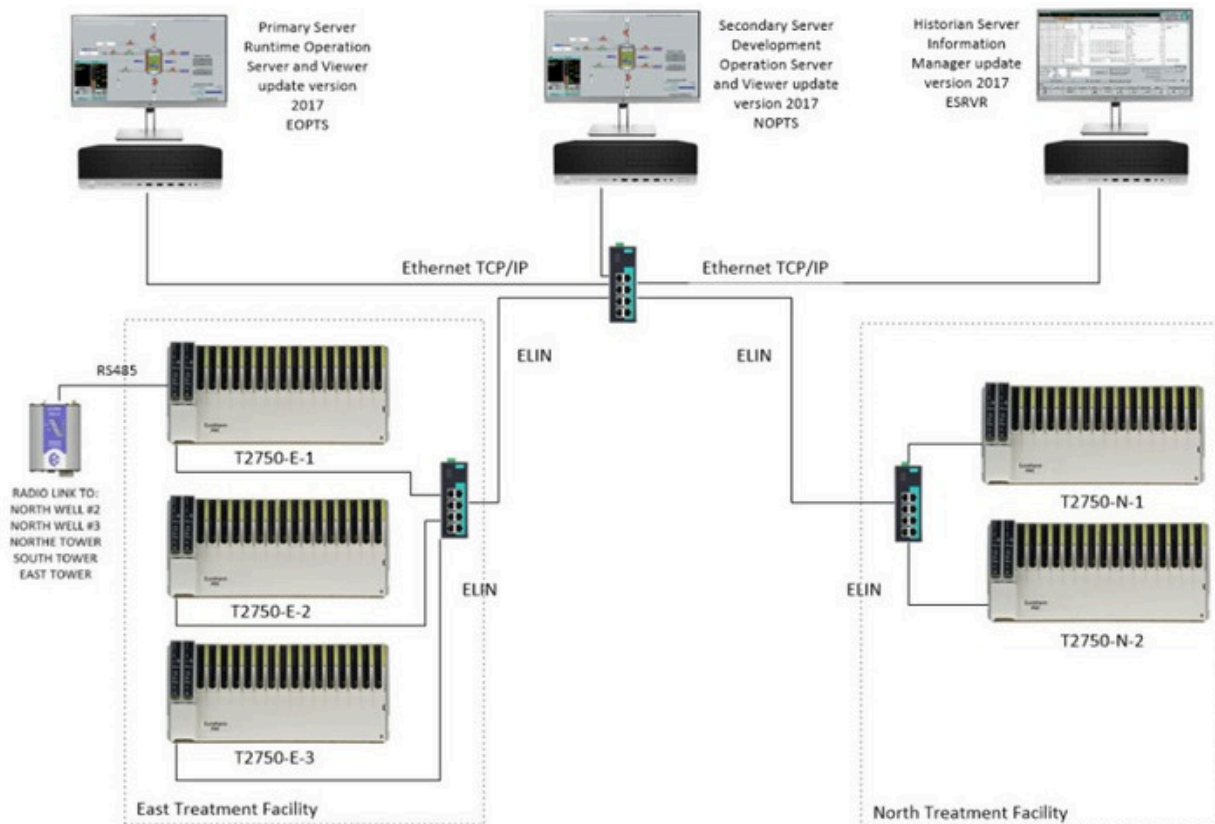 Primary Server
Runtime Operation
Server and Viewer
update version
2017
EOPTS
Secondary Server
Development
Operation Server
and Viewer update
version 2017
NOPTS
Historian Server
Information
Manager update
version 2017
ESRVR
Ethernet TCP/IP
Ethernet TCP/IP
ELIN
ELIN
RS485
T2750-E-1
RADIO LINK TO:
NORTH WELL #2
NORTH WELL #3
NORTHE TOWER
SOUTH TOWER
EAST TOWER
T2750-E-2
ELIN
T2750-E-3
East Treatment Facility
T2750-N-1
ELIN
T2750-N-2
North Treatment Facility